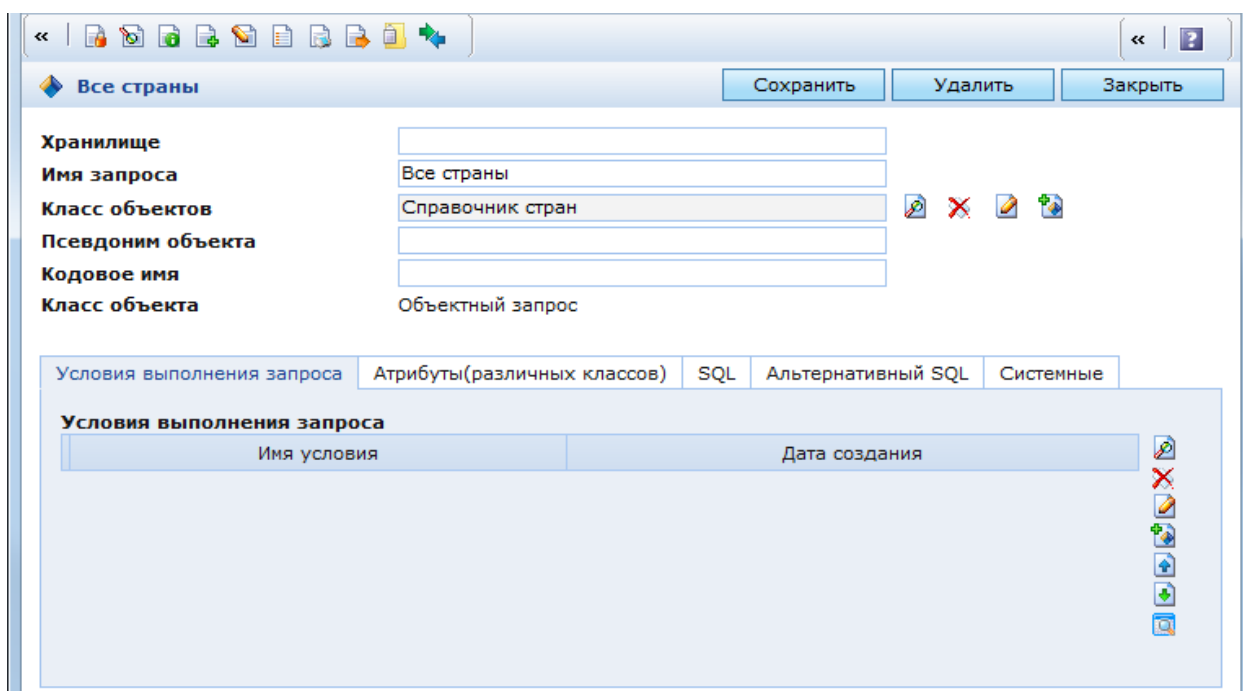 « | «  | ?
Все страны Сохранить Удалить Закрыть
Хранилище
Имя запроса Все страны
Класс объектов Справочник стран
Псевдоним объекта
Кодовое имя
Класс объекта Объектный запрос
Условия выполнения запроса Атрибуты(различных классов) SQL Альтернативный SQL Системные
Условия выполнения запроса
Имя условия Дата создания